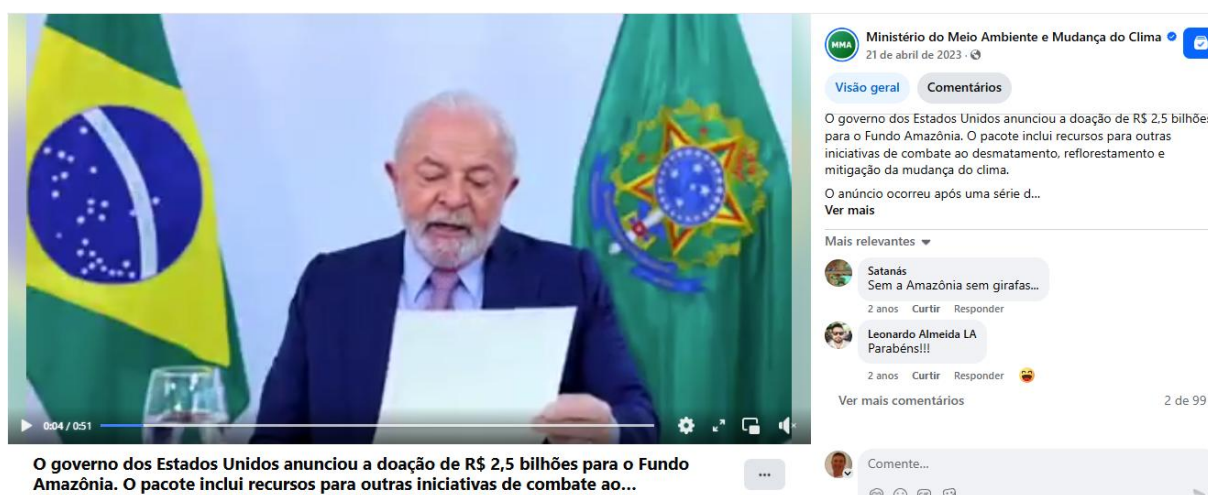 Ministério do Meio Ambiente e Mudança do Clima
MMA
21 de abril de 2023 ·
Visão geral
Comentários
O governo dos Estados Unidos anunciou a doação de R$ 2,5 bilhões
para o Fundo Amazônia. O pacote inclui recursos para outras
iniciativas de combate ao desmatamento, reflorestamento e
mitigação da mudança do clima.
O anúncio ocorreu após uma série d...
Ver mais
Mais relevantes
Satanás
Sem a Amazônia sem girafas...
2 anos Curtir Responder
Leonardo Almeida LA
Parabéns!!!
2 anos Curtir Responder
Ver mais comentários 2 de 99
Comente...
0:04 / 0:51
O governo dos Estados Unidos anunciou a doação de R$ 2,5 bilhões para o Fundo
Amazônia. O pacote inclui recursos para outras iniciativas de combate ao...